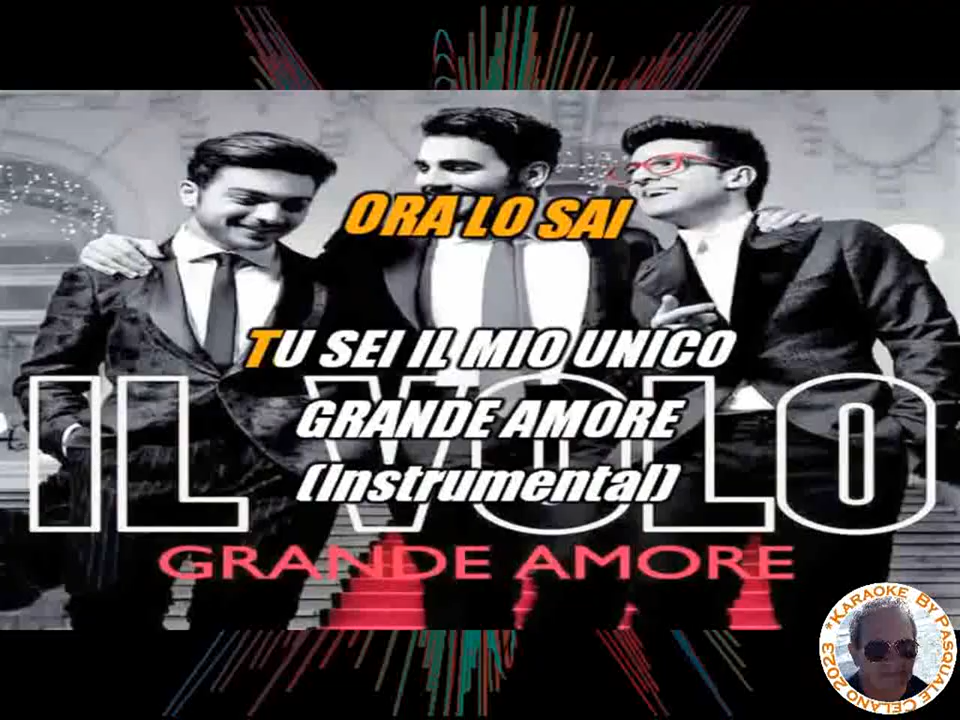 ORA LO SAI
TU SEI IL MIO UNICO
GRANDE AMORE
(Instrumental)
IL VOLO
GRANDE AMORE
*KARAOKE BY PASQUALE CELANO 2023